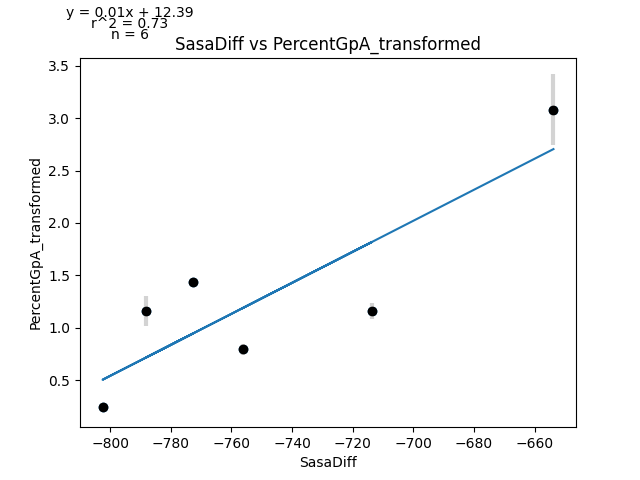 y = 0.01x + 12.39
r^2 = 0.73
n = 6
SasaDiff vs PercentGpA_transformed
3.5
3.0
2.5
2.0
1.5
1.0
0.5
PercentGpA_transformed
−800 −780 −760 −740 −720 −700 −680 −660
SasaDiff